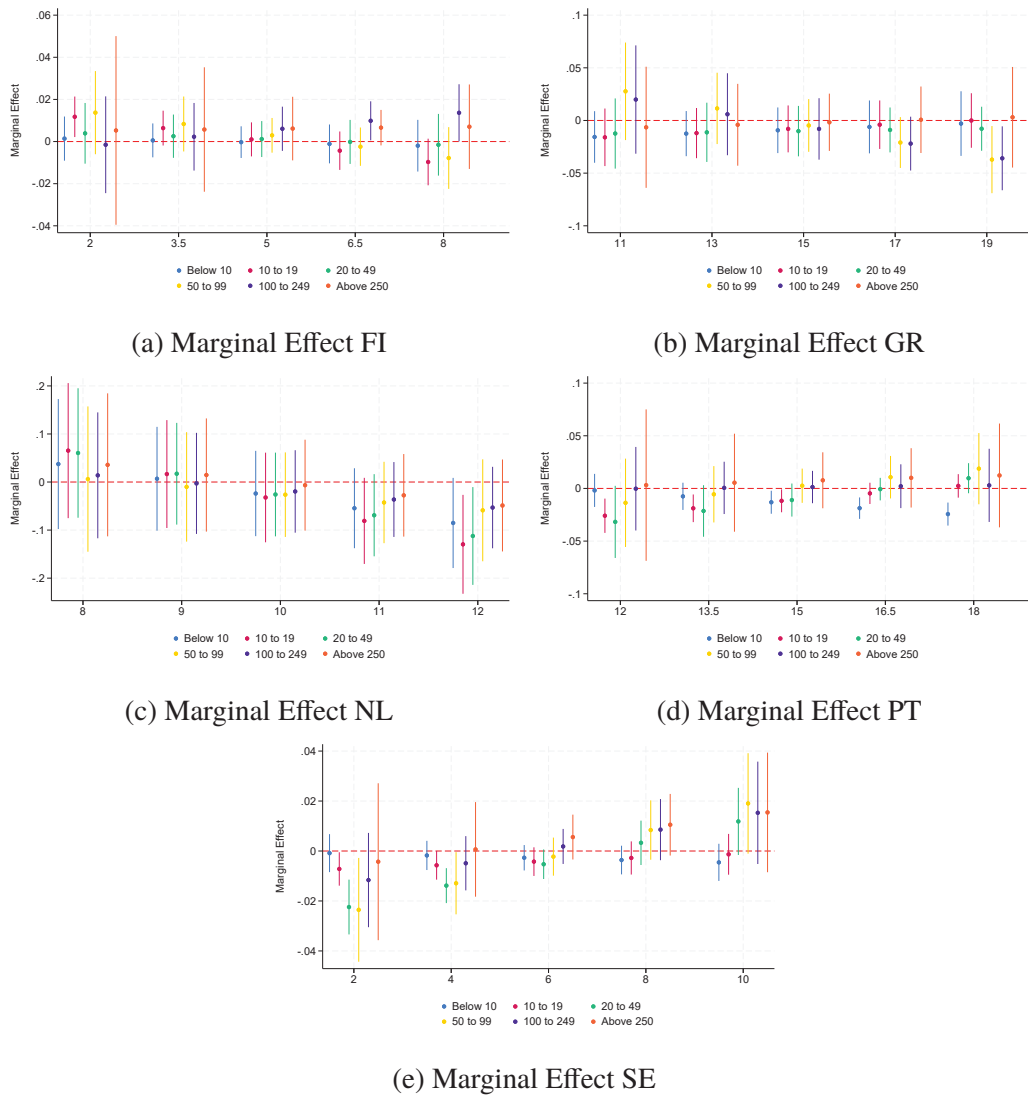 .06
.04
.02
0
-.02
-.04
Marginal Effect
2 3.5 5 6.5 8
Below 10 10 to 19 20 to 49
50 to 99 100 to 249 Above 250
(a) Marginal Effect FI
.1
.05
0
-.05
-.1
Marginal Effect
11 13 15 17 19
Below 10 10 to 19 20 to 49
50 to 99 100 to 249 Above 250
(b) Marginal Effect GR
.2
.1
0
-.1
-.2
Marginal Effect
8 9 10 11 12
Below 10 10 to 19 20 to 49
50 to 99 100 to 249 Above 250
(c) Marginal Effect NL
.1
.05
0
-.05
-.1
Marginal Effect
12 13.5 15 16.5 18
Below 10 10 to 19 20 to 49
50 to 99 100 to 249 Above 250
(d) Marginal Effect PT
.04
.02
0
-.02
-.04
Marginal Effect
2 4 6 8 10
Below 10 10 to 19 20 to 49
50 to 99 100 to 249 Above 250
(e) Marginal Effect SE